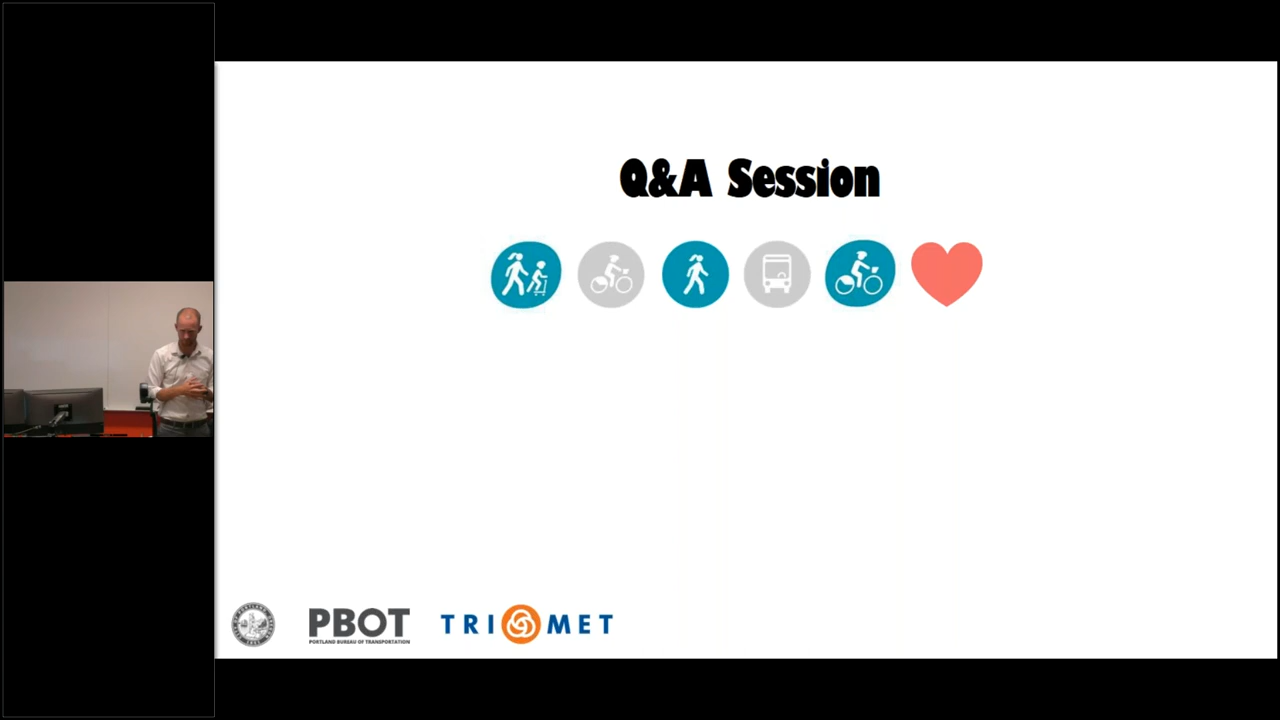 Q&A Session
PBOT
PORTLAND BUREAU OF TRANSPORTATION
TRI MET